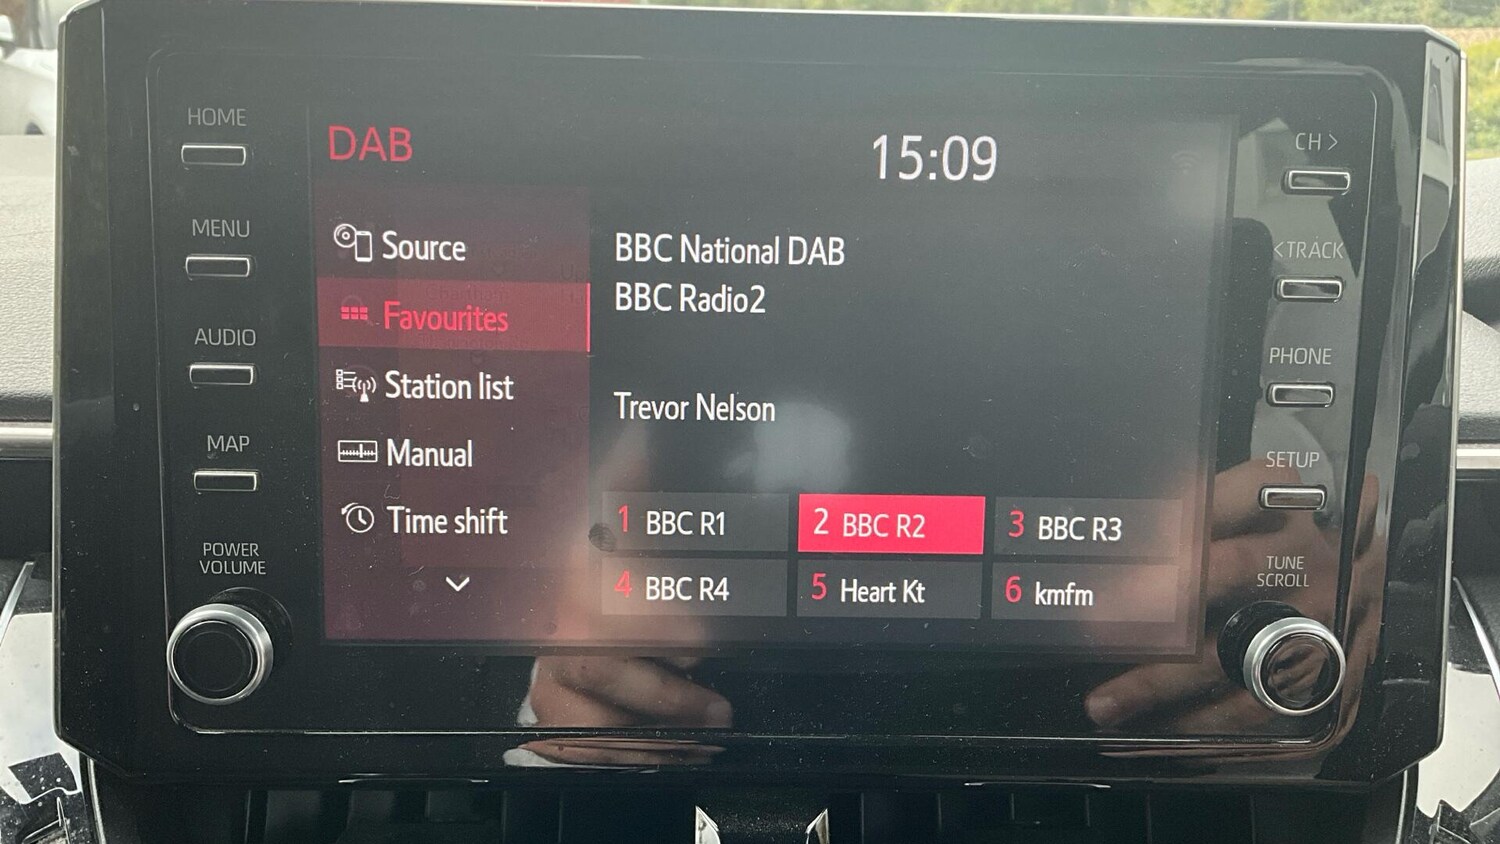 HOME
MENU
AUDIO
MAP
POWER
VOLUME
DAB
15:09
Source
Favourites
Station list
Manual
Time shift
BBC National DAB
BBC Radio2
Trevor Nelson
1 BBC R1
2 BBC R2
3 BBC R3
4 BBC R4
5 Heart Kt
6 kmfm
CH >
< TRACK
PHONE
SETUP
TUNE
SCROLL